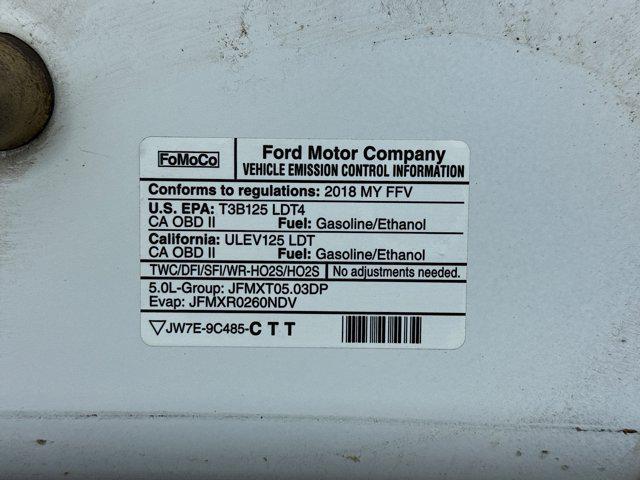 FoMoCo
Ford Motor Company
VEHICLE EMISSION CONTROL INFORMATION
Conforms to regulations: 2018 MY FFV
U.S. EPA: T3B125 LDT4
CA OBD II Fuel: Gasoline/Ethanol
California: ULEV125 LDT
CA OBD II Fuel: Gasoline/Ethanol
TWC/DFI/SFI/WR-HO2S/HO2S No adjustments needed.
5.0L-Group: JFMXT05.03DP
Evap: JFMXR0260NDV
JW7E-9C485-CTT